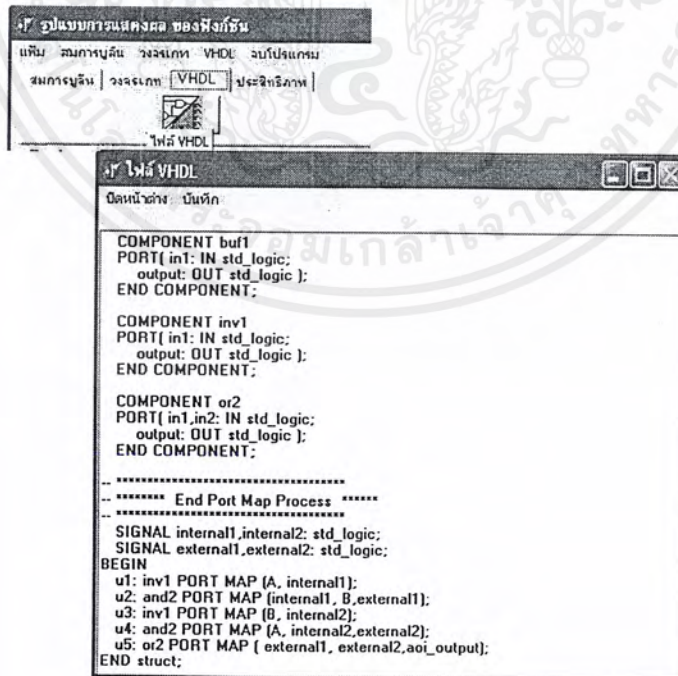 รูปแบบการแสดงผล ของฟังก์ชัน
แฟ้ม สมการบูลีน วงจรเกท VHDL จบโปรแกรม
สมการบูลีน วงจรเกท VHDL ประสิทธิภาพ
ไฟล์ VHDL
ไฟล์ VHDL
ปิดหน้าต่าง บันทึก
COMPONENT buf1
PORT( in1: IN std_logic;
output: OUT std_logic );
END COMPONENT;
COMPONENT inv1
PORT( in1: IN std_logic;
output: OUT std_logic );
END COMPONENT;
COMPONENT or2
PORT( in1,in2: IN std_logic;
output: OUT std_logic );
END COMPONENT;
-- *************************************
-- ******** End Port Map Process ******
-- *************************************
SIGNAL internal1,internal2: std_logic;
SIGNAL external1,external2: std_logic;
BEGIN
u1: inv1 PORT MAP (A, internal1);
u2: and2 PORT MAP (internal1, B,external1);
u3: inv1 PORT MAP (B, internal2);
u4: and2 PORT MAP (A, internal2,external2);
u5: or2 PORT MAP ( external1, external2,aoi_output);
END struct;